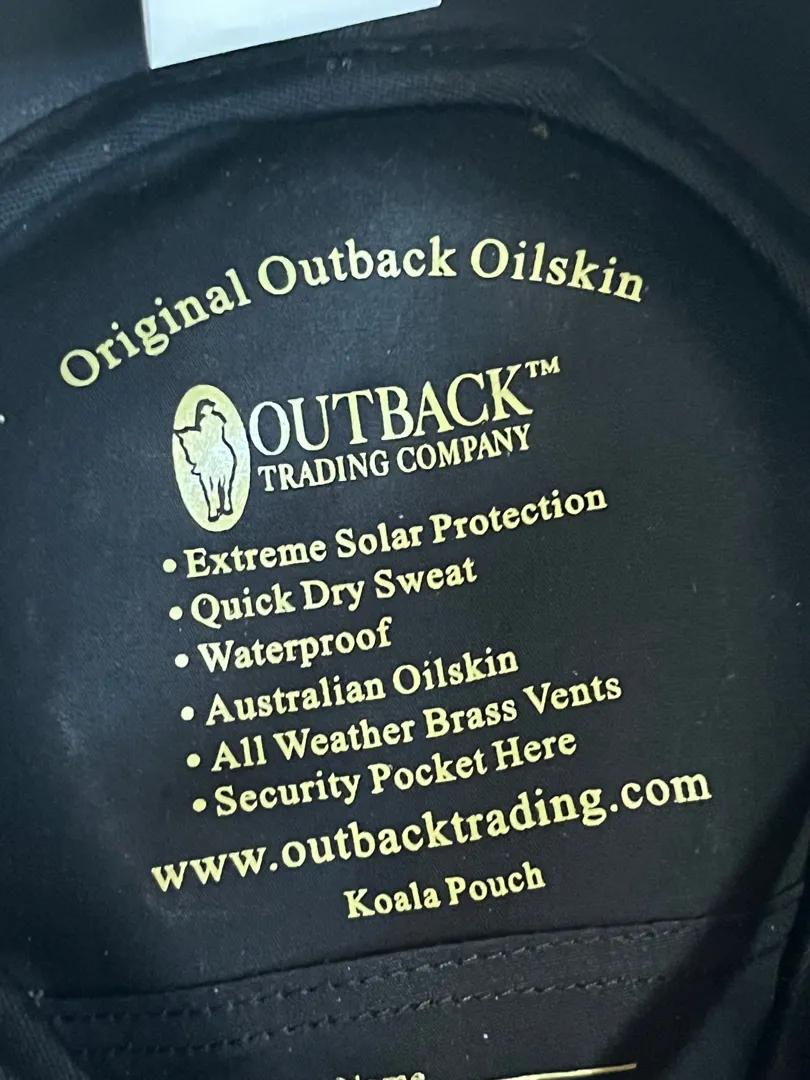 Original Outback Oilskin
OUTBACK™
TRADING COMPANY
• Extreme Solar Protection
• Quick Dry Sweat
• Waterproof
• Australian Oilskin
• All Weather Brass Vents
• Security Pocket Here
www.outbacktrading.com
Koala Pouch